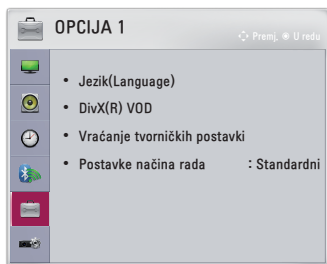 OPCIJA 1
Premj. U redu
• Jezik(Language)
• DivX(R) VOD
• Vraćanje tvorničkih postavki
• Postavke načina rada : Standardni